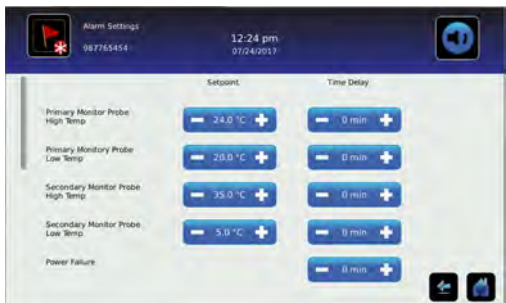 Alarm Settings
987765454
12:24 pm
07/24/2017
Setpoint
Time Delay
Primary Monitor Probe
High Temp
24.0 °C
0 min
Primary Monitory Probe
Low Temp
20.0 °C
0 min
Secondary Monitor Probe
High Temp
35.0 °C
0 min
Secondary Monitor Probe
Low Temp
5.0 °C
0 min
Power Failure
0 min